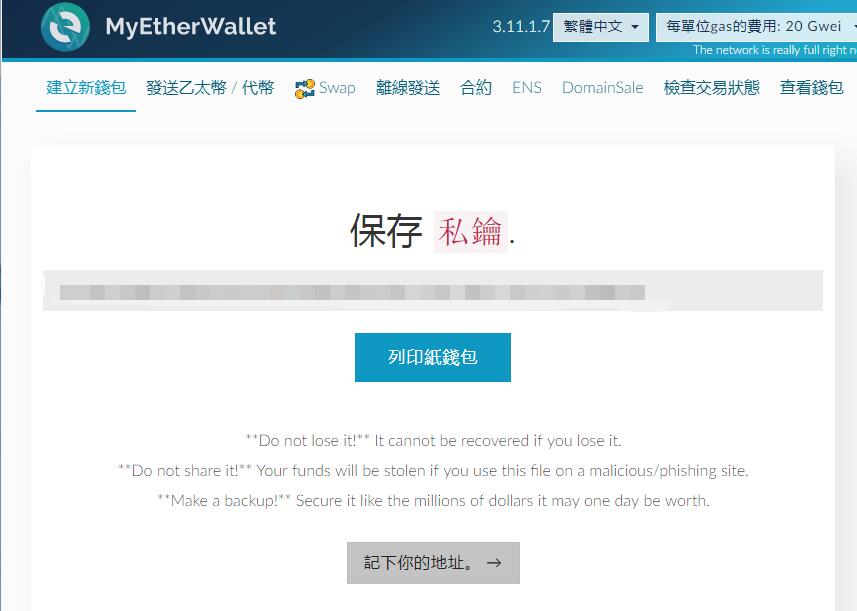 MyEtherWallet 3.11.1.7 繁體中文 每單位gas的費用: 20 Gwei
The network is really full right
建立新錢包 發送乙太幣 / 代幣 Swap 離線發送 合約 ENS DomainSale 檢查交易狀態 查看錢包
保存 私鑰.
列印紙錢包
**Do not lose it!** It cannot be recovered if you lose it.
**Do not share it!** Your funds will be stolen if you use this file on a malicious/phishing site.
**Make a backup!** Secure it like the millions of dollars it may one day be worth.
記下你的地址。 →